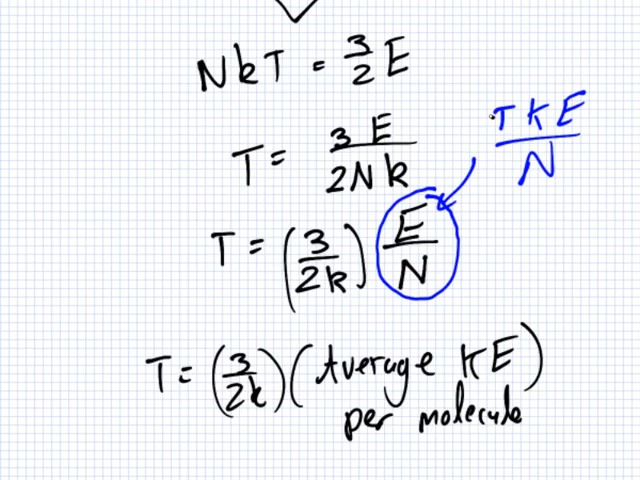 NkT = 3/2 E
T = 3E / 2Nk
TKE / N
T = (3/2k) E/N
T = (3/2k) (Average KE)
per molecule